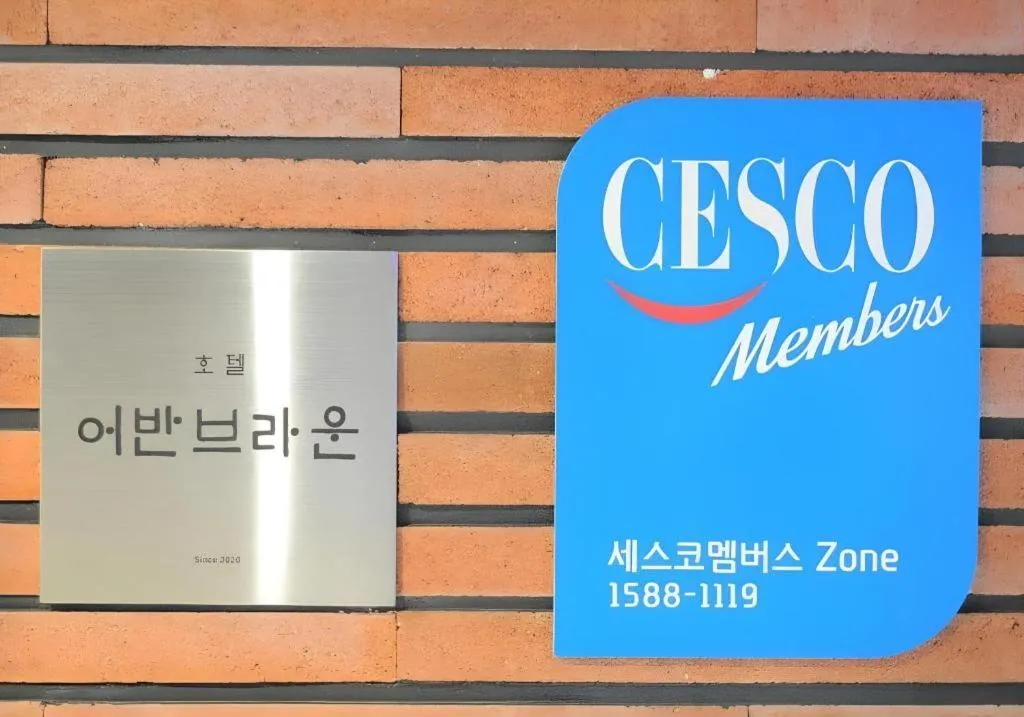 호텔
어반브라운
Since 2020
CESCO
Members
세스코멤버스 Zone
1588-1119